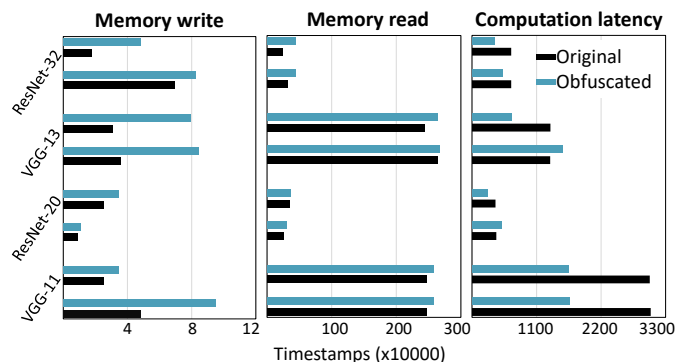 Memory write Memory read Computation latency
Original
Obfuscated
ResNet-32
VGG-13
ResNet-20
VGG-11
4 8 12 100 200 300 1100 2200 3300
Timestamps (x10000)